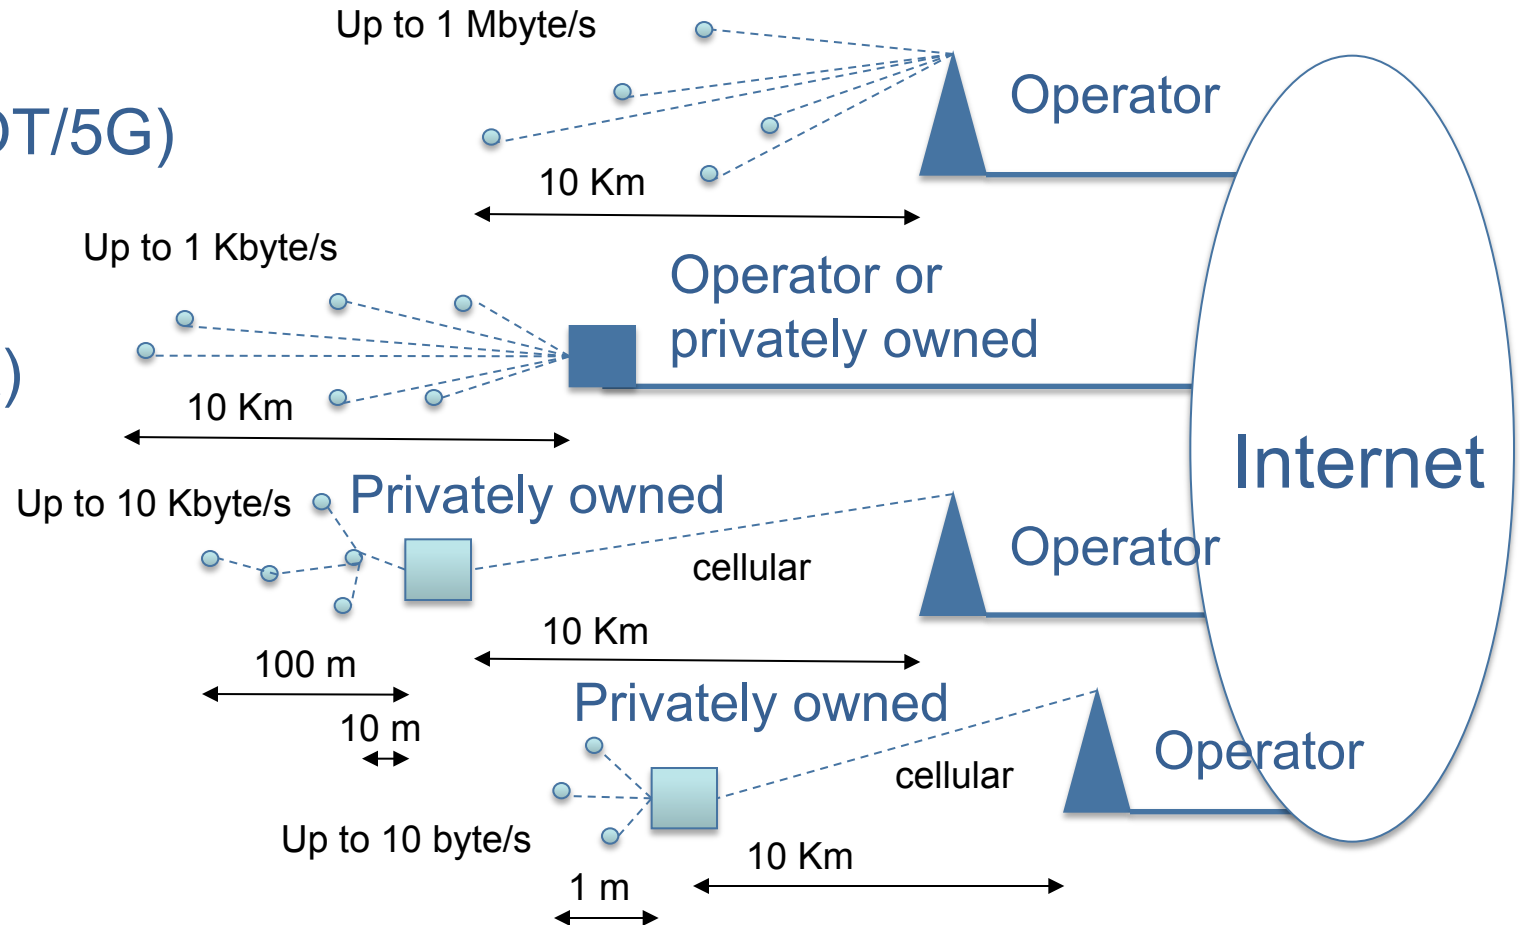 Up to 1 Mbyte/s
Operator
OT/5G)
10 Km
Up to 1 Kbyte/s
Operator or
privately owned
)
10 Km
Internet
Up to 10 Kbyte/s
Privately owned
cellular
Operator
10 Km
100 m
10 m
Privately owned
cellular
Operator
Up to 10 byte/s
10 Km
1 m